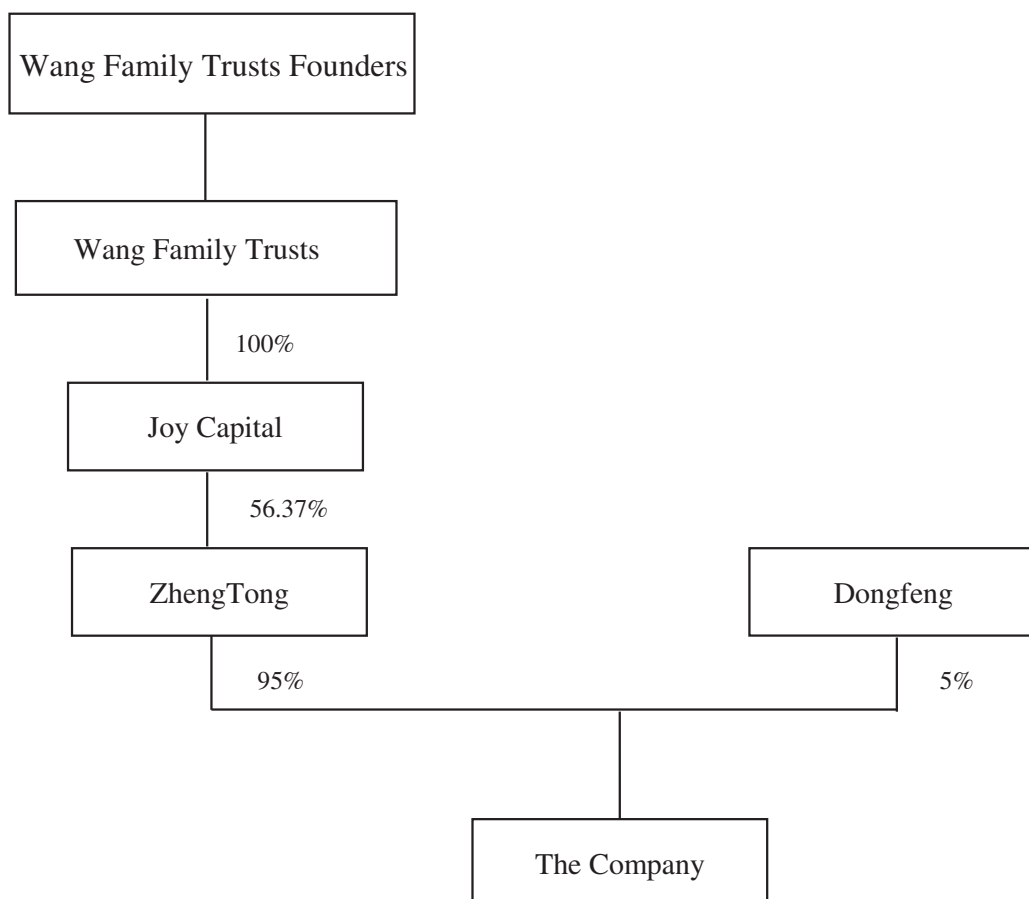 Wang Family Trusts Founders
Wang Family Trusts
100%
Joy Capital
56.37%
ZhengTong
Dongfeng
95%
5%
The Company